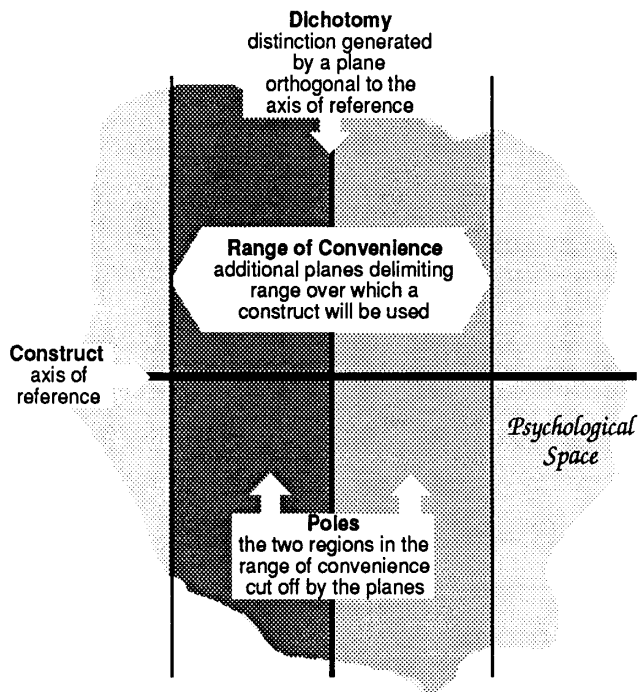 Dichotomy
distinction generated
by a plane
orthogonal to the
axis of reference
Range of Convenience
additional planes delimiting
range over which a
construct will be used
Construct
axis of
reference
Psychological
Space
Poles
the two regions in the
range of convenience
cut off by the planes